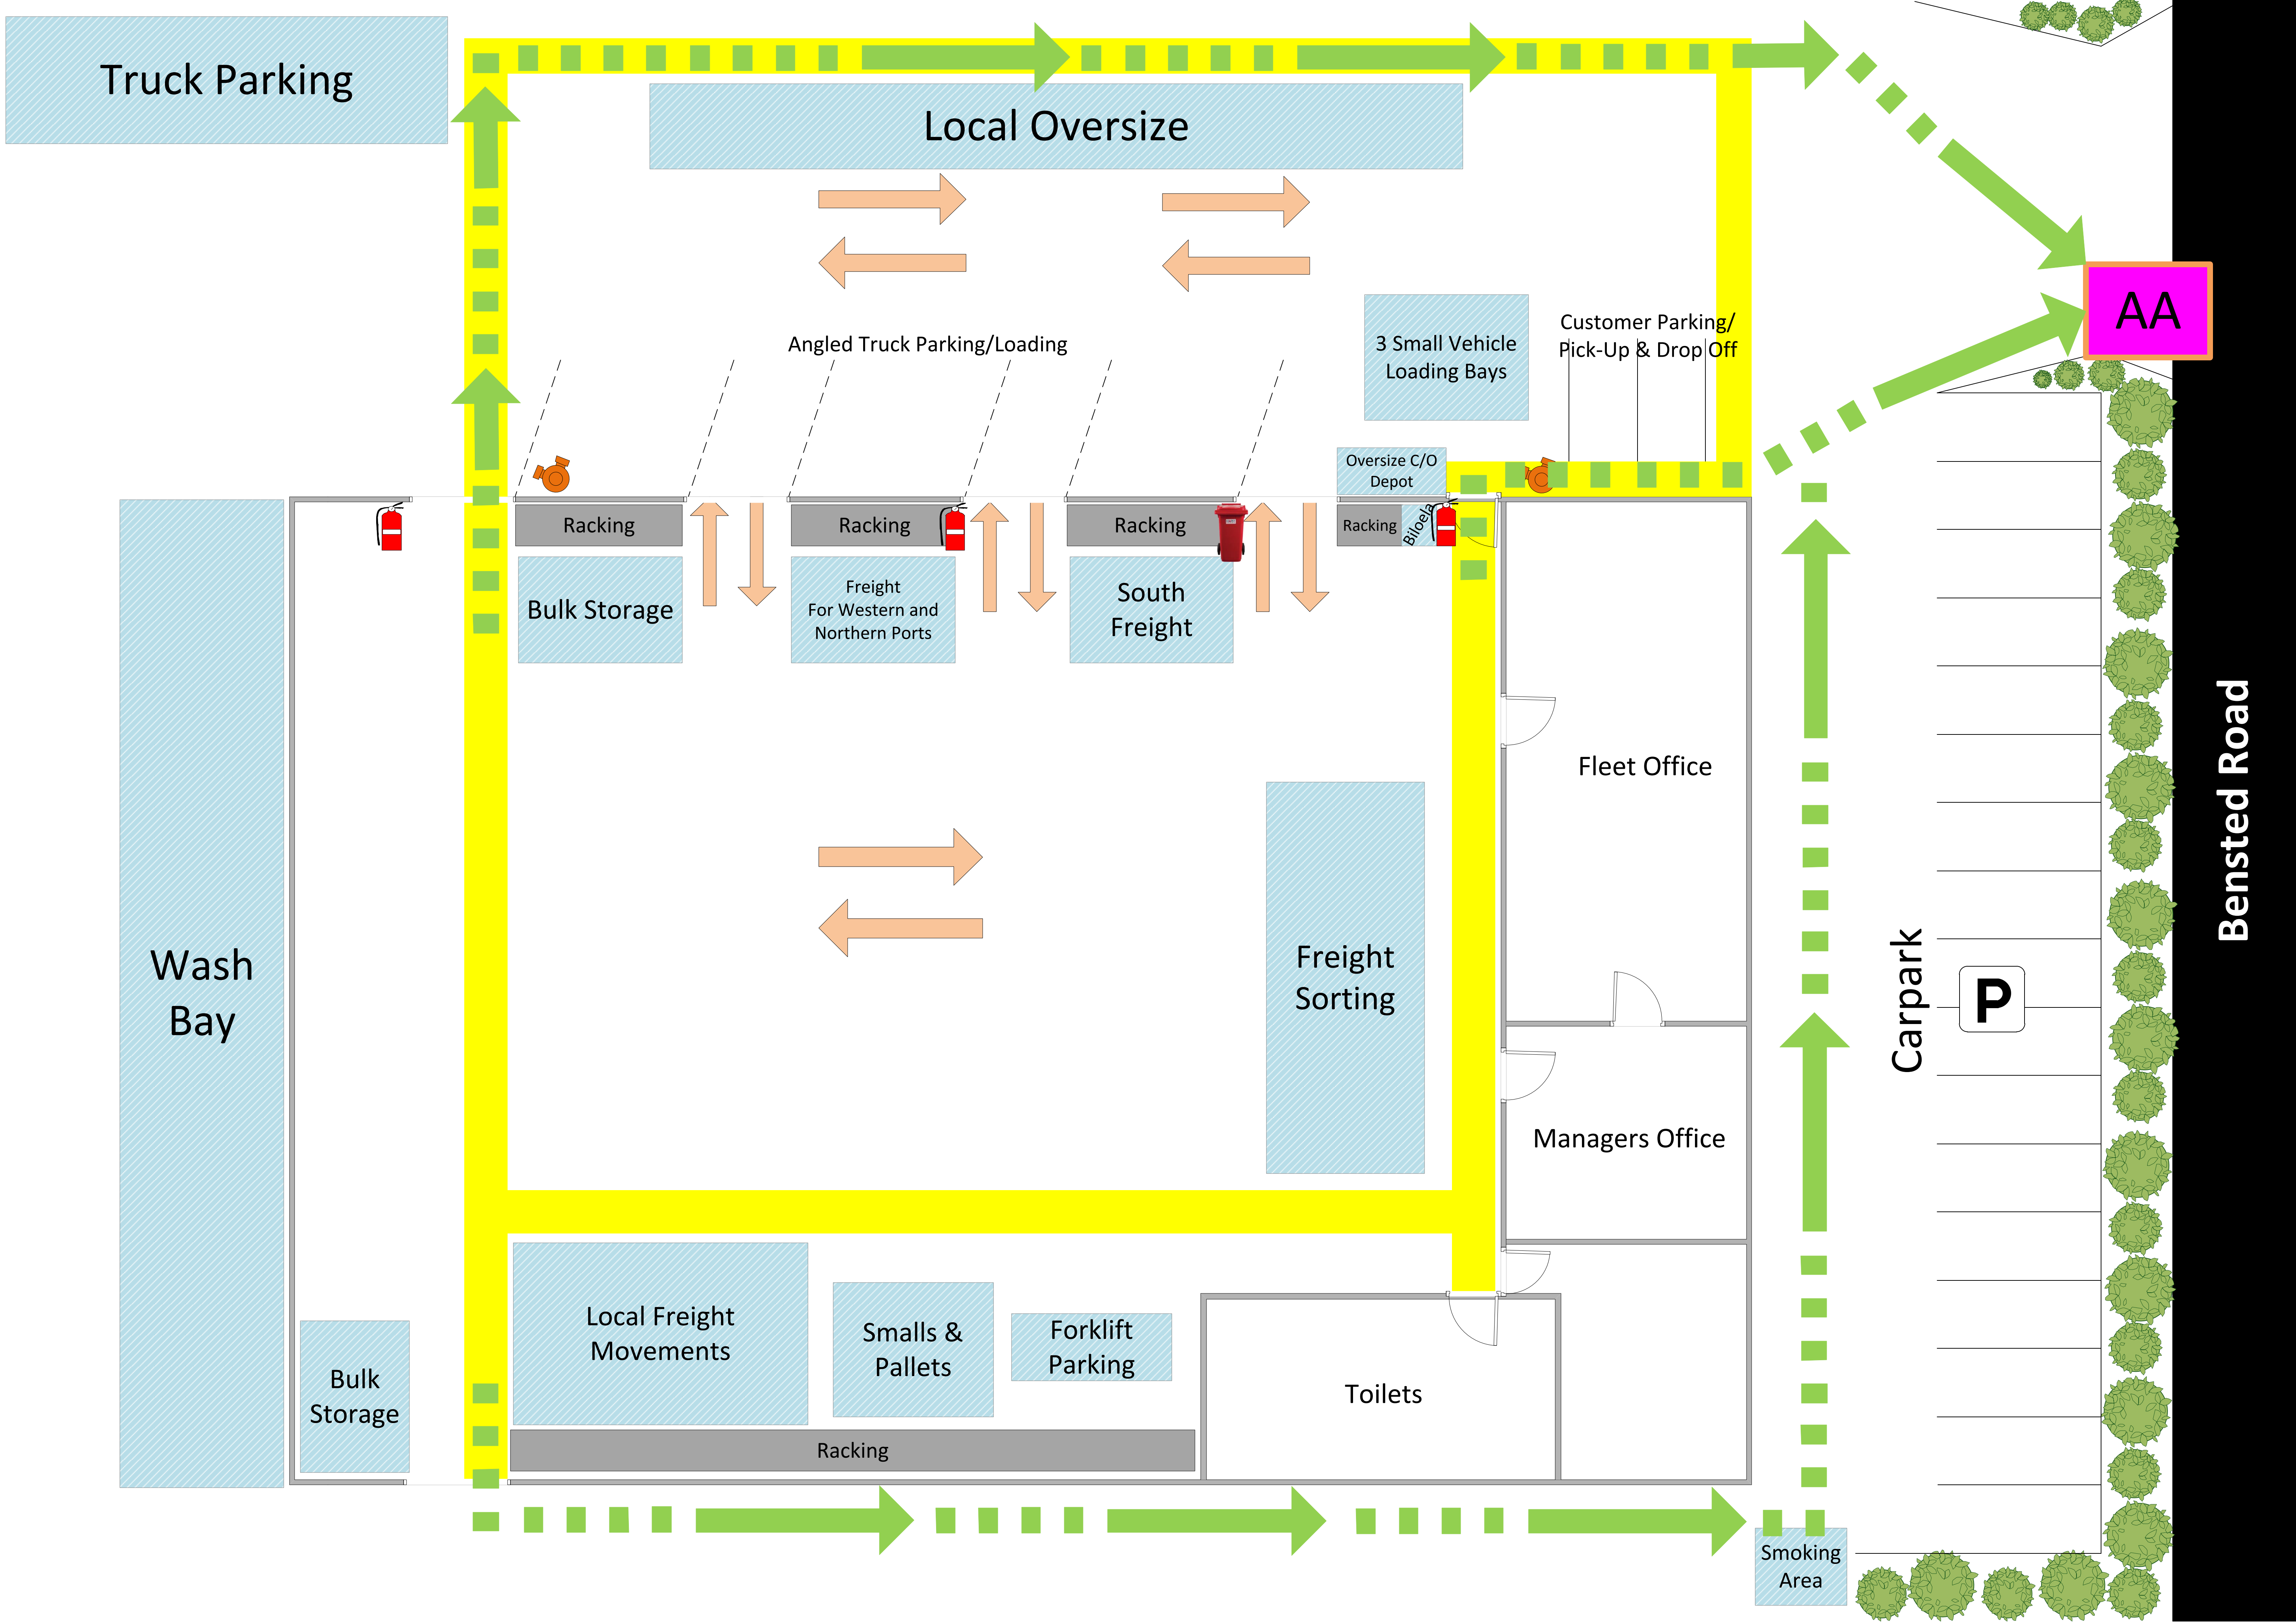 Truck Parking
Local Oversize
AA
Angled Truck Parking/Loading
3 Small Vehicle
Loading Bays
Customer Parking/
Pick-Up & Drop Off
Oversize C/O
Depot
Racking
Racking
Racking
Racking
Biloela
Bulk Storage
Freight
For Western and
Northern Ports
South
Freight
Fleet Office
Bensted Road
Wash
Bay
Freight
Sorting
Carpark
P
Managers Office
Local Freight
Movements
Smalls &
Pallets
Forklift
Parking
Bulk
Storage
Toilets
Racking
Smoking
Area